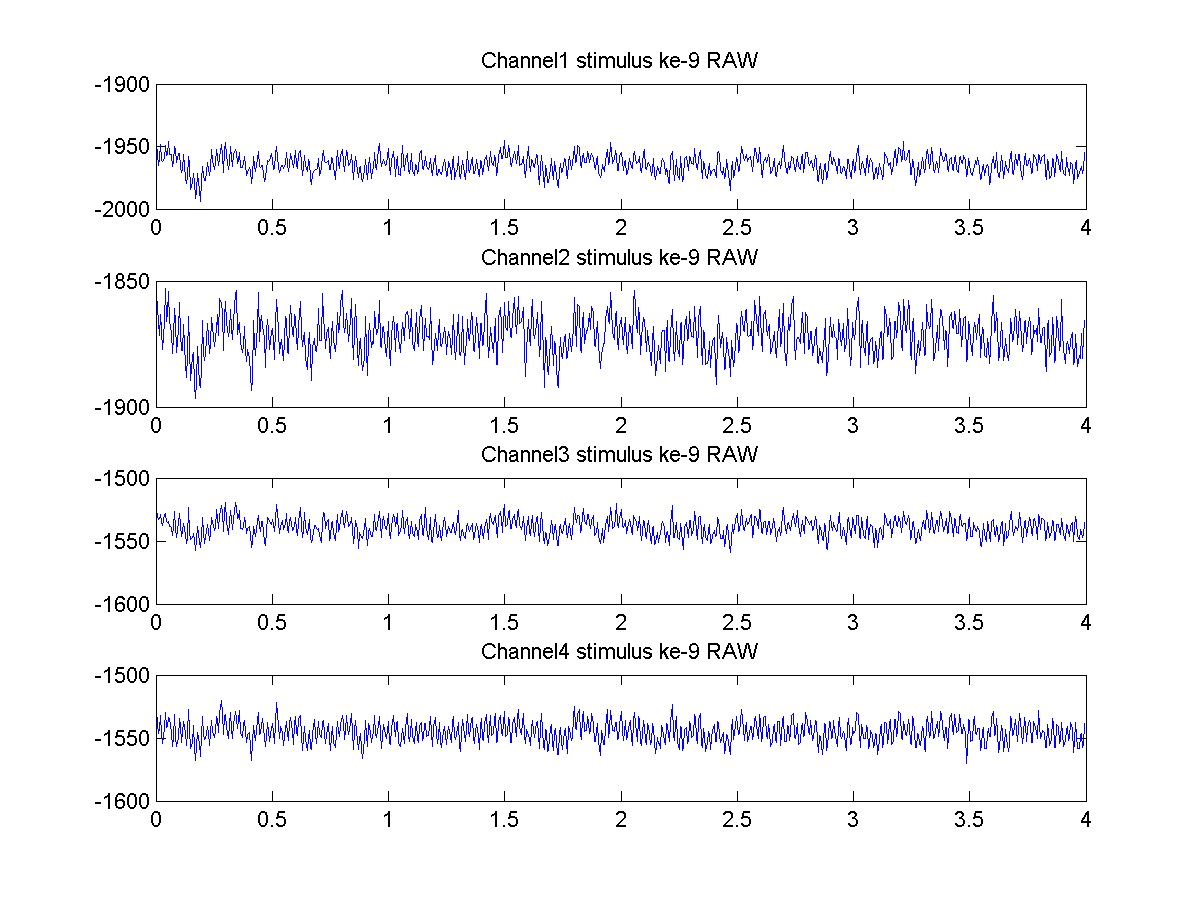 Channel1 stimulus ke-9 RAW
-1900
-1950
-2000
0 0.5 1 1.5 2 2.5 3 3.5 4
Channel2 stimulus ke-9 RAW
-1850
-1900
0 0.5 1 1.5 2 2.5 3 3.5 4
Channel3 stimulus ke-9 RAW
-1500
-1550
-1600
0 0.5 1 1.5 2 2.5 3 3.5 4
Channel4 stimulus ke-9 RAW
-1500
-1550
-1600
0 0.5 1 1.5 2 2.5 3 3.5 4